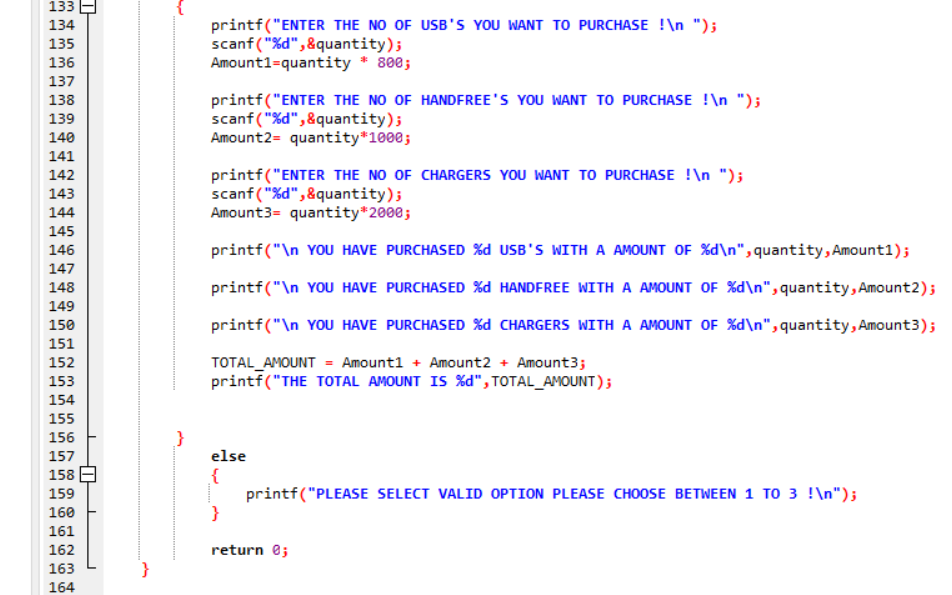 133 {
134 printf("ENTER THE NO OF USB'S YOU WANT TO PURCHASE !\n ");
135 scanf("%d",&quantity);
136 Amount1=quantity * 800;
137
138 printf("ENTER THE NO OF HANDFREE'S YOU WANT TO PURCHASE !\n ");
139 scanf("%d",&quantity);
140 Amount2= quantity*1000;
141
142 printf("ENTER THE NO OF CHARGERS YOU WANT TO PURCHASE !\n ");
143 scanf("%d",&quantity);
144 Amount3= quantity*2000;
145
146 printf("\n YOU HAVE PURCHASED %d USB'S WITH A AMOUNT OF %d\n",quantity,Amount1);
147
148 printf("\n YOU HAVE PURCHASED %d HANDFREE WITH A AMOUNT OF %d\n",quantity,Amount2);
149
150 printf("\n YOU HAVE PURCHASED %d CHARGERS WITH A AMOUNT OF %d\n",quantity,Amount3);
151
152 TOTAL_AMOUNT = Amount1 + Amount2 + Amount3;
153 printf("THE TOTAL AMOUNT IS %d",TOTAL_AMOUNT);
154
155
156 }
157 else
158 {
159 printf("PLEASE SELECT VALID OPTION PLEASE CHOOSE BETWEEN 1 TO 3 !\n");
160 }
161
162 return 0;
163 }
164